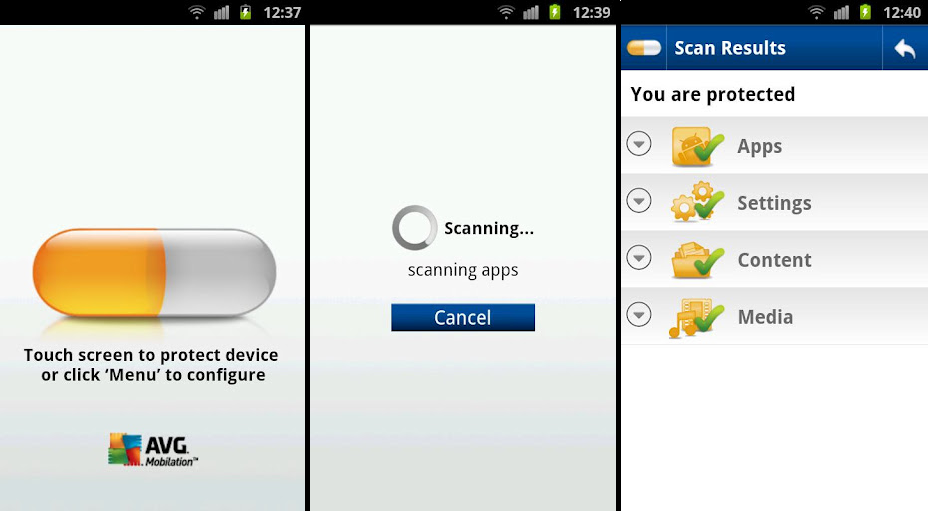 12:37
Touch screen to protect device
or click ‘Menu’ to configure
AVG.
Mobilation™
12:39
Scanning...
scanning apps
Cancel
12:40
Scan Results
You are protected
Apps
Settings
Content
Media